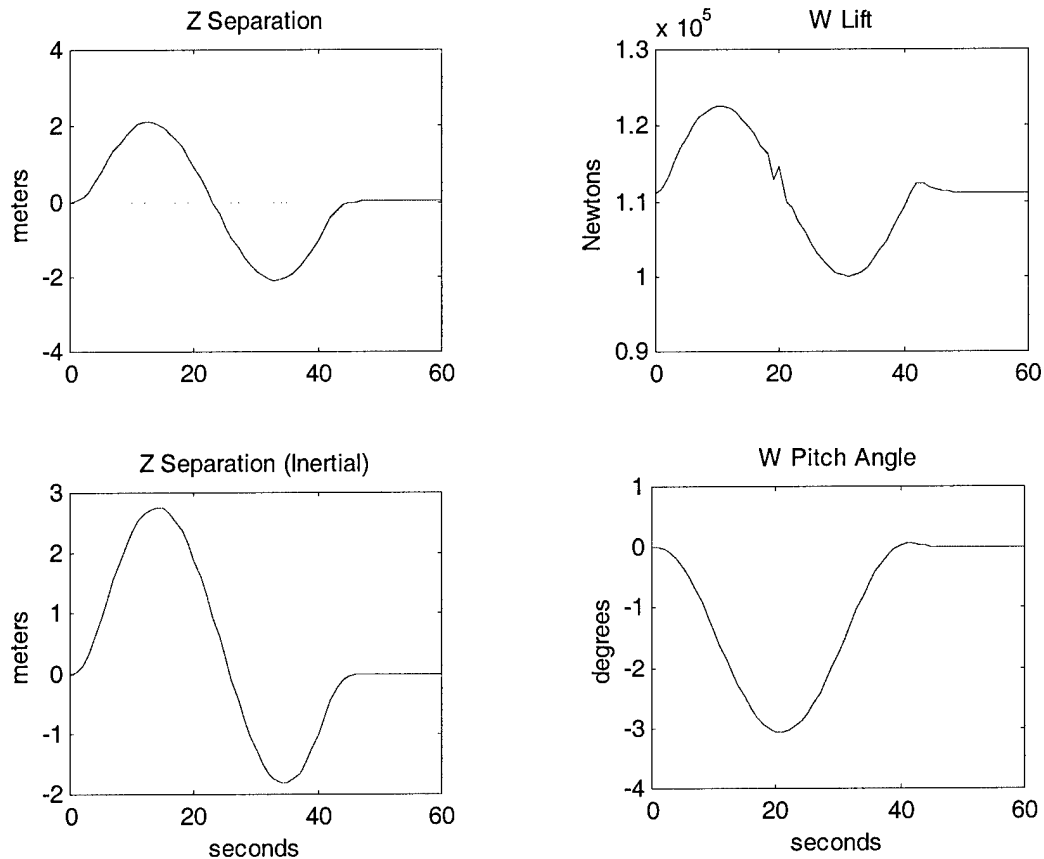 Z Separation
4
2
0
-2
-4
meters
0 20 40 60
W Lift
x 10^5
1.3
1.2
1.1
1
0.9
Newtons
0 20 40 60
Z Separation (Inertial)
3
2
1
0
-1
-2
meters
0 20 40 60
seconds
W Pitch Angle
1
0
-1
-2
-3
-4
degrees
0 20 40 60
seconds